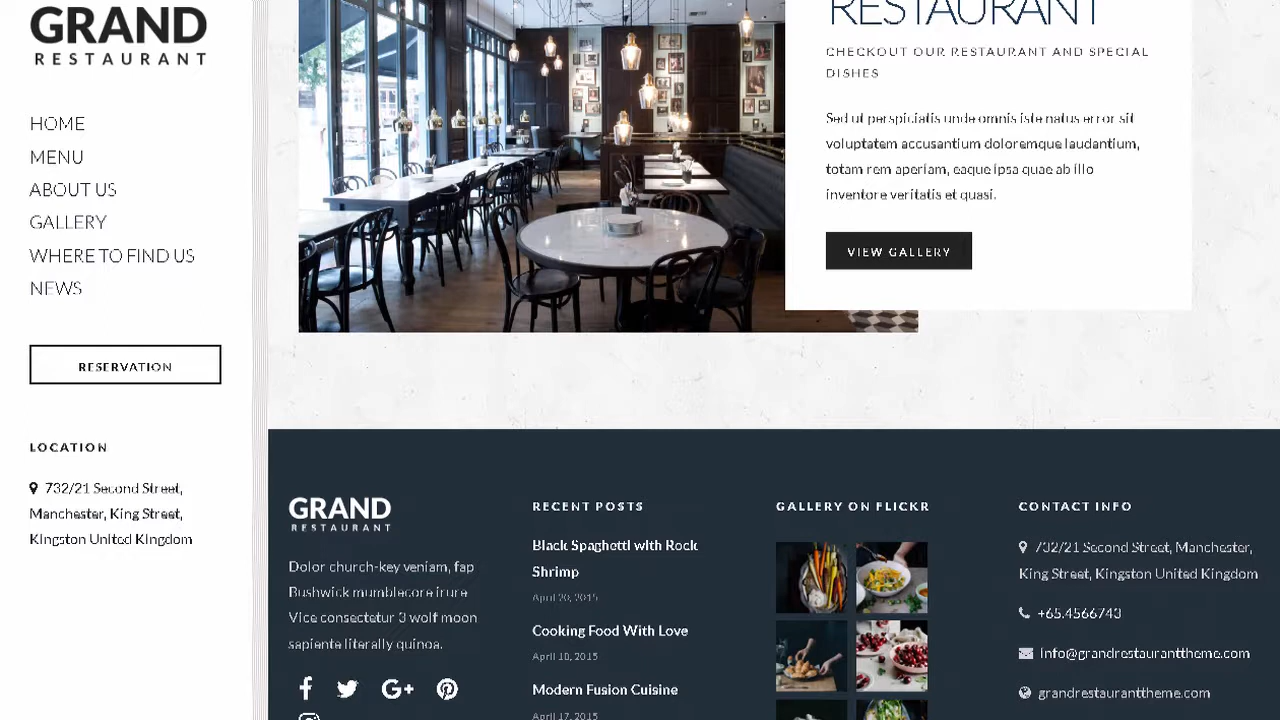 GRAND
RESTAURANT
HOME
MENU
ABOUT US
GALLERY
WHERE TO FIND US
NEWS
RESERVATION
LOCATION
732/21 Second Street,
Manchester, King Street,
Kingston United Kingdom
RESTAURANT
CHECKOUT OUR RESTAURANT AND SPECIAL
DISHES
Sed ut perspiciatis unde omnis iste natus error sit
voluptatem accusantium doloremque laudantium,
totam rem aperiam, eaque ipsa quae ab illo
inventore veritatis et quasi.
VIEW GALLERY
GRAND
RESTAURANT
Dolor church-key veniam, fap
Bushwick mumblecore irure
Vice consectetur 3 wolf moon
sapiente literally quinoa.
RECENT POSTS
Black Spaghetti with Rock
Shrimp
April 20, 2015
Cooking Food With Love
April 18, 2015
Modern Fusion Cuisine
April 17, 2015
GALLERY ON FLICKR
CONTACT INFO
732/21 Second Street, Manchester,
King Street, Kingston United Kingdom
+65.4566743
info@grandrestauranttheme.com
grandrestauranttheme.com